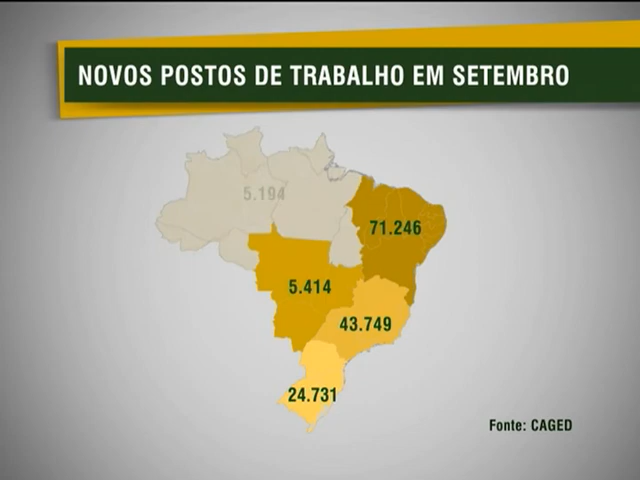 NOVOS POSTOS DE TRABALHO EM SETEMBRO
5.194
71.246
5.414
43.749
24.731
Fonte: CAGED